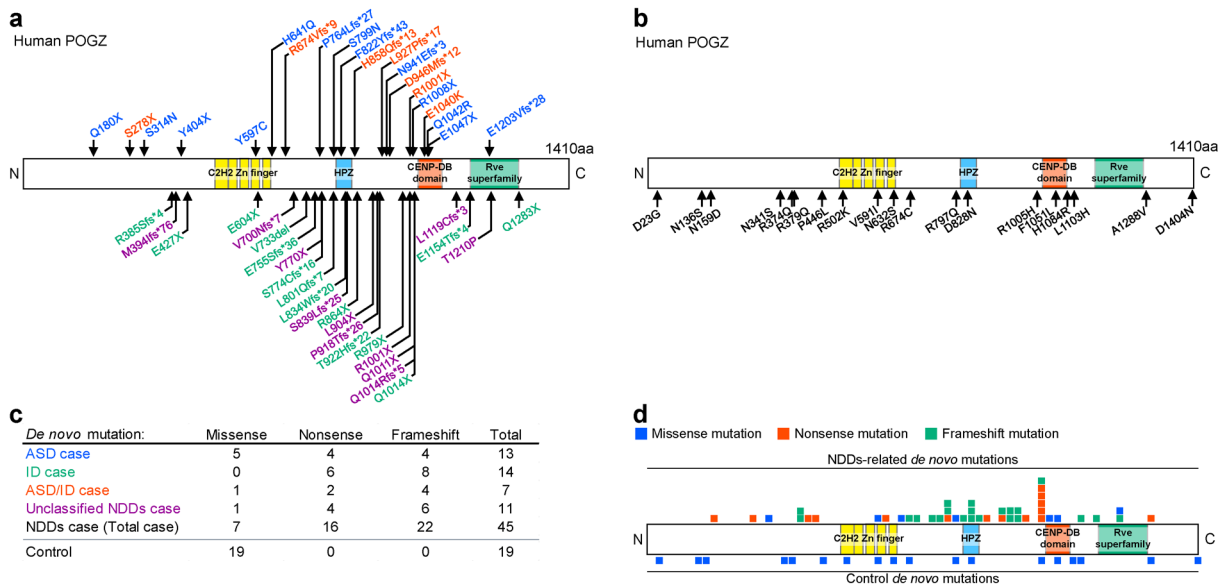 a
Human POGZ
H641Q
R674Vfs*9
P764Lfs*27
S799N
F822Yfs*43
H858Qfs*13
L927Pfs*17
N941Efs*3
D946Mfs*12
R1001X
R1008X
E1040K
Q1042R
E1047X
Q180X
S278X
S314N
Y404X
Y597C
E1203Vfs*28
1410aa
N
C2H2 Zn finger
HPZ
CENP-DB
domain
Rve
superfamily
C
R385Sfs*4
M394Ifs*76
E427X
E604X
V700Nfs*7
V733del
E755Sfs*36
Y770X
S774Cfs*16
L801Qfs*7
L834Wfs*20
S839Lfs*25
R864X
L904X
P918Tfs*26
T922Hfs*22
R979X
R1001X
Q1011X
Q1014Rfs*5
Q1014X
L1119Cfs*3
E1154Tfs*4
T1210P
Q1283X
b
Human POGZ
1410aa
N
C2H2 Zn finger
HPZ
CENP-DB
domain
Rve
superfamily
C
D23G
N136S
N159D
N341S
R374Q
R379Q
P446L
R502K
V591I
N632S
R674C
R797Q
D828N
R1005H
F1051L
H1084R
L1103H
A1286V
D1404N
c
De novo mutation: Missense Nonsense Frameshift Total
ASD case 5 4 4 13
ID case 0 6 8 14
ASD/ID case 1 2 4 7
Unclassified NDDs case 1 4 6 11
NDDs case (Total case) 7 16 22 45
Control 19 0 0 19
d
Missense mutation Nonsense mutation Frameshift mutation
NDDs-related de novo mutations
N
C2H2 Zn finger
HPZ
CENP-DB
domain
Rve
superfamily
C
Control de novo mutations